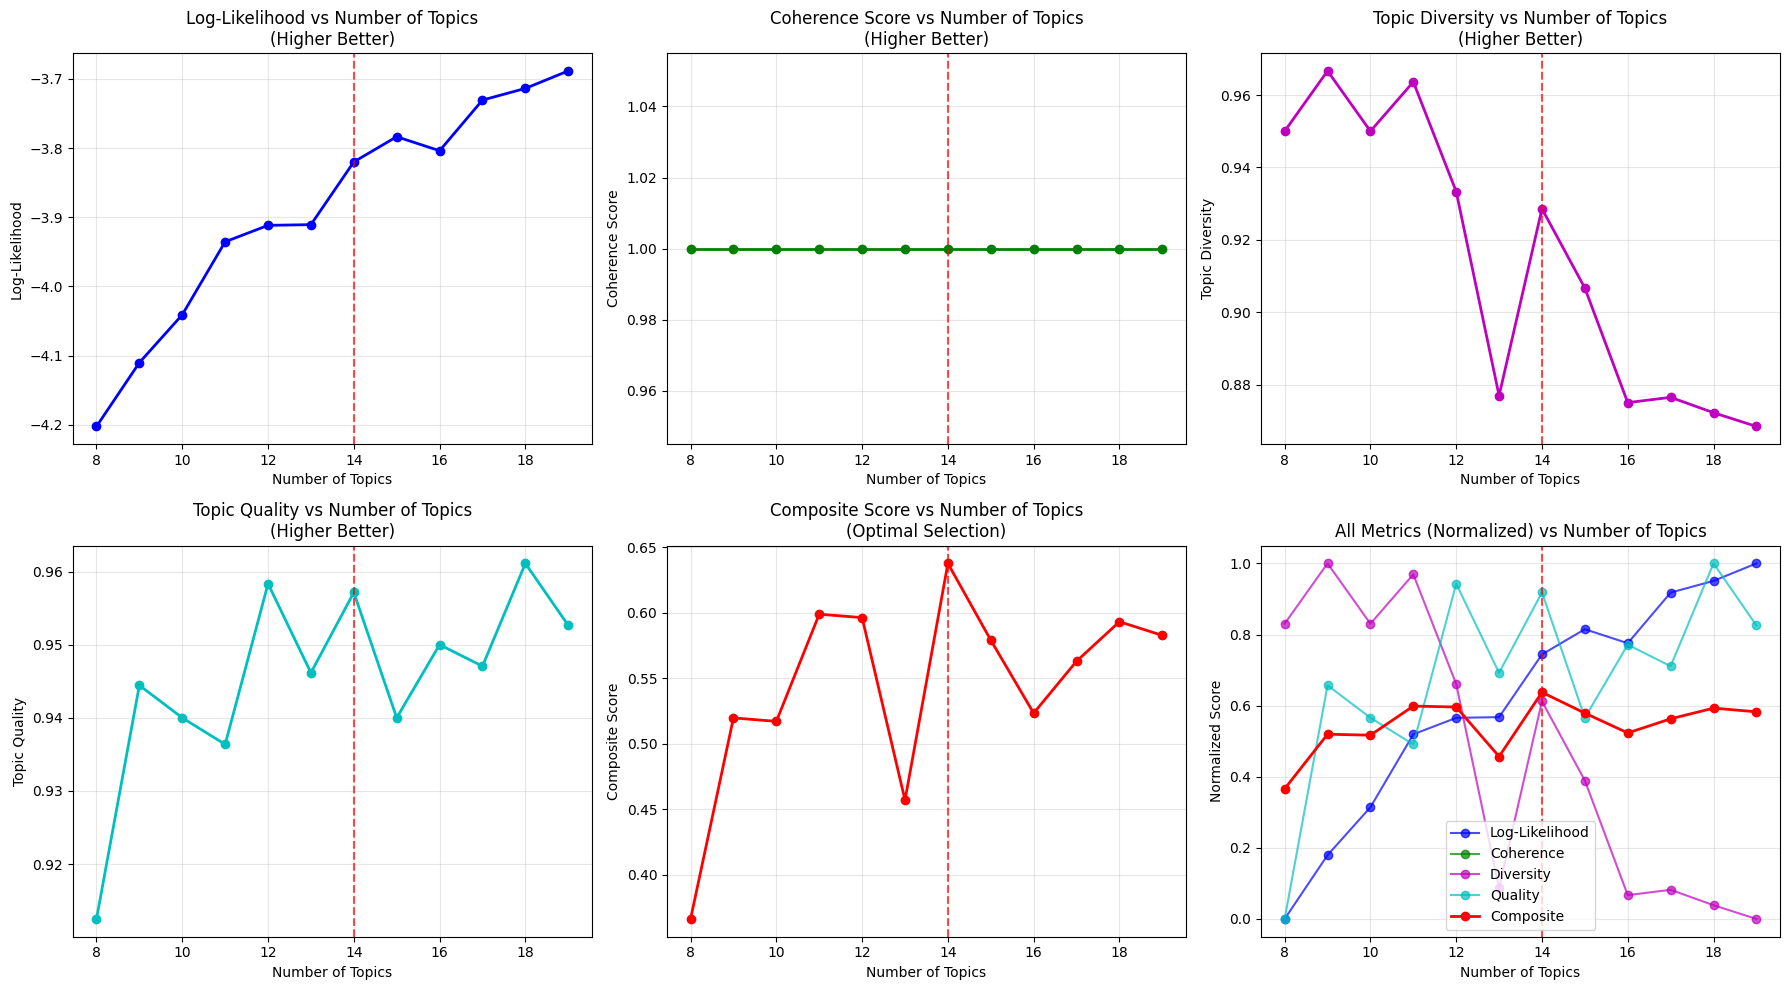 Log-Likelihood vs Number of Topics
(Higher Better)
Log-Likelihood
−3.7
−3.8
−3.9
−4.0
−4.1
−4.2
8 10 12 14 16 18
Number of Topics
Coherence Score vs Number of Topics
(Higher Better)
Coherence Score
1.04
1.02
1.00
0.98
0.96
8 10 12 14 16 18
Number of Topics
Topic Diversity vs Number of Topics
(Higher Better)
Topic Diversity
0.96
0.94
0.92
0.90
0.88
8 10 12 14 16 18
Number of Topics
Topic Quality vs Number of Topics
(Higher Better)
Topic Quality
0.96
0.95
0.94
0.93
0.92
8 10 12 14 16 18
Number of Topics
Composite Score vs Number of Topics
(Optimal Selection)
Composite Score
0.65
0.60
0.55
0.50
0.45
0.40
8 10 12 14 16 18
Number of Topics
All Metrics (Normalized) vs Number of Topics
Normalized Score
1.0
0.8
0.6
0.4
0.2
0.0
Log-Likelihood
Coherence
Diversity
Quality
Composite
8 10 12 14 16 18
Number of Topics